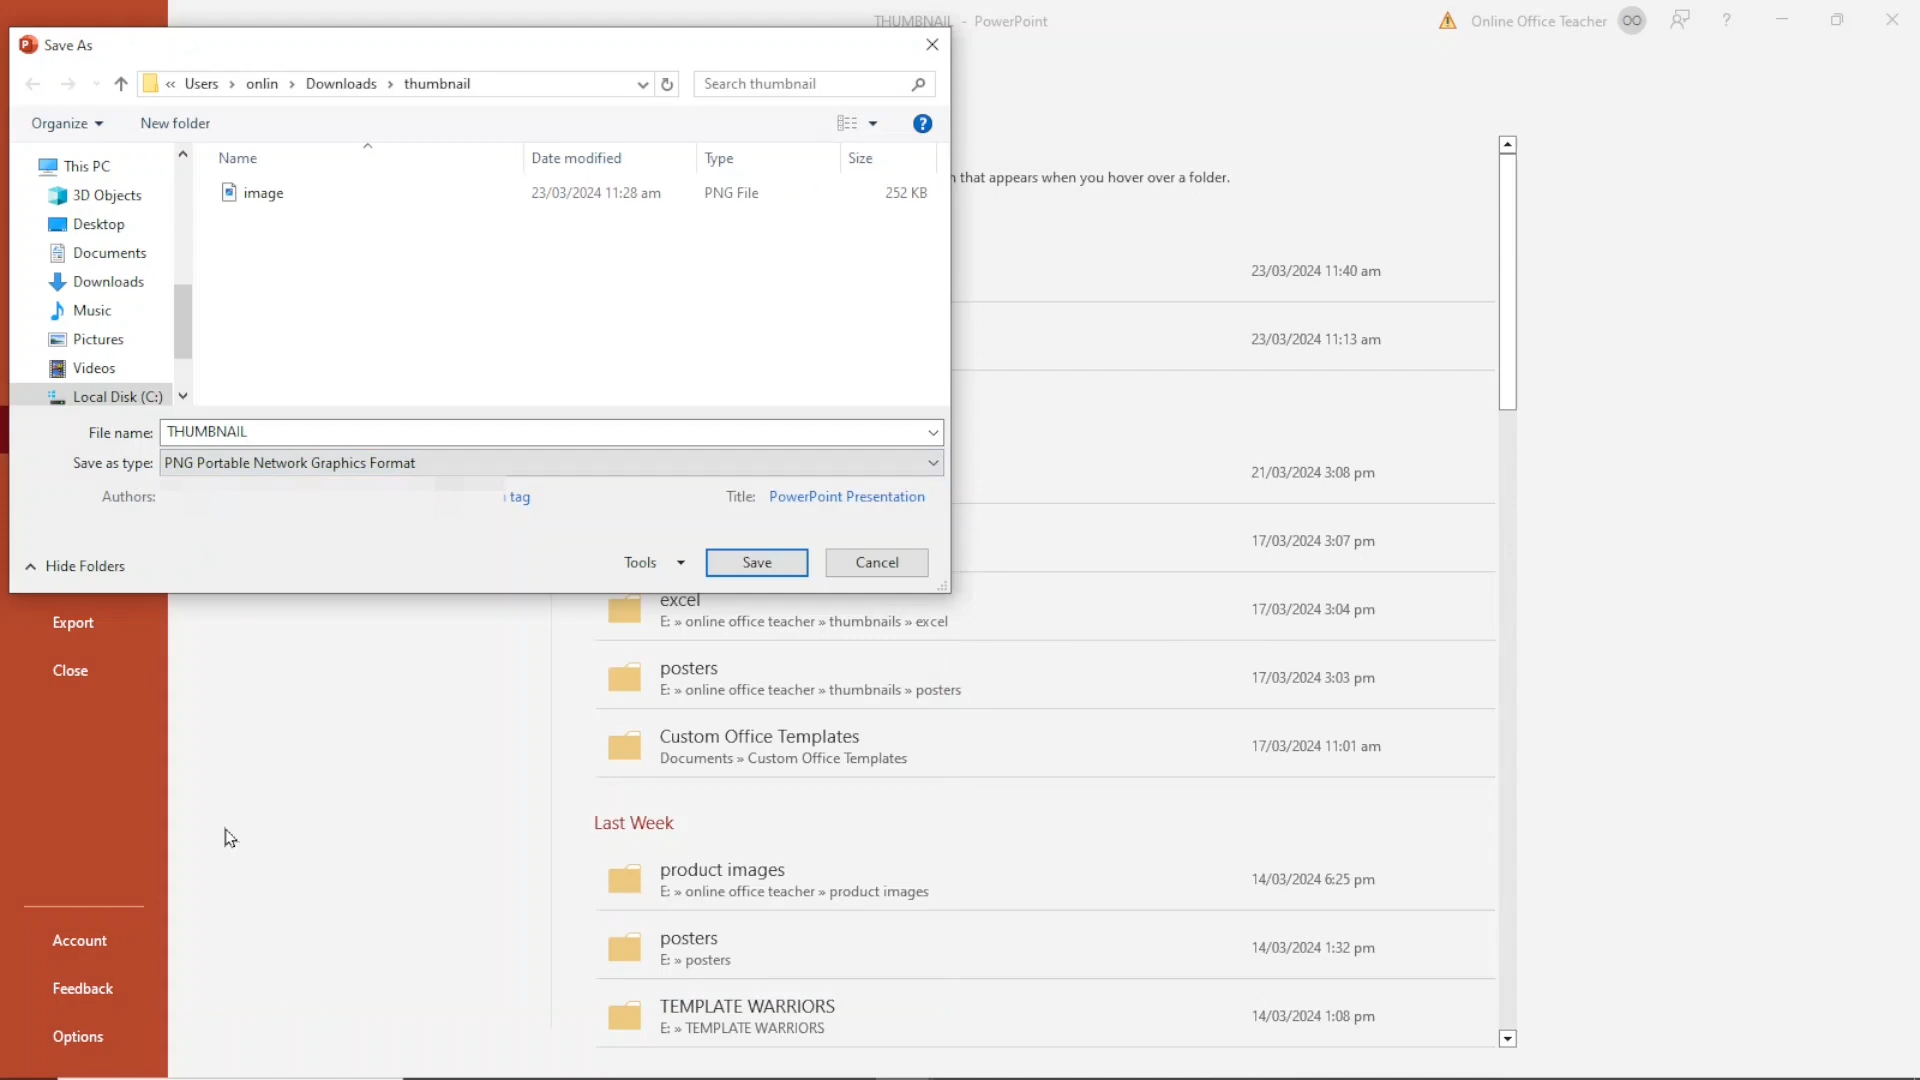 THUMBNAIL - PowerPoint
Online Office Teacher OO ?
Save As
« Users > onlin > Downloads > thumbnail
Search thumbnail
Organize
New folder
?
This PC
3D Objects
Desktop
Documents
Downloads
Music
Pictures
Videos
Local Disk (C:)
Name Date modified Type Size
image 23/03/2024 11:28 am PNG File 252 KB
File name: THUMBNAIL
Save as type: PNG Portable Network Graphics Format
Authors: tag Title: PowerPoint Presentation
Hide Folders
Tools Save Cancel
that appears when you hover over a folder.
23/03/2024 11:40 am
23/03/2024 11:13 am
21/03/2024 3:08 pm
17/03/2024 3:07 pm
excel
E: » online office teacher » thumbnails » excel
17/03/2024 3:04 pm
posters
E: » online office teacher » thumbnails » posters
17/03/2024 3:03 pm
Custom Office Templates
Documents » Custom Office Templates
17/03/2024 11:01 am
Last Week
product images
E: » online office teacher » product images
14/03/2024 6:25 pm
posters
E: » posters
14/03/2024 1:32 pm
TEMPLATE WARRIORS
E: » TEMPLATE WARRIORS
14/03/2024 1:08 pm
Export
Close
Account
Feedback
Options